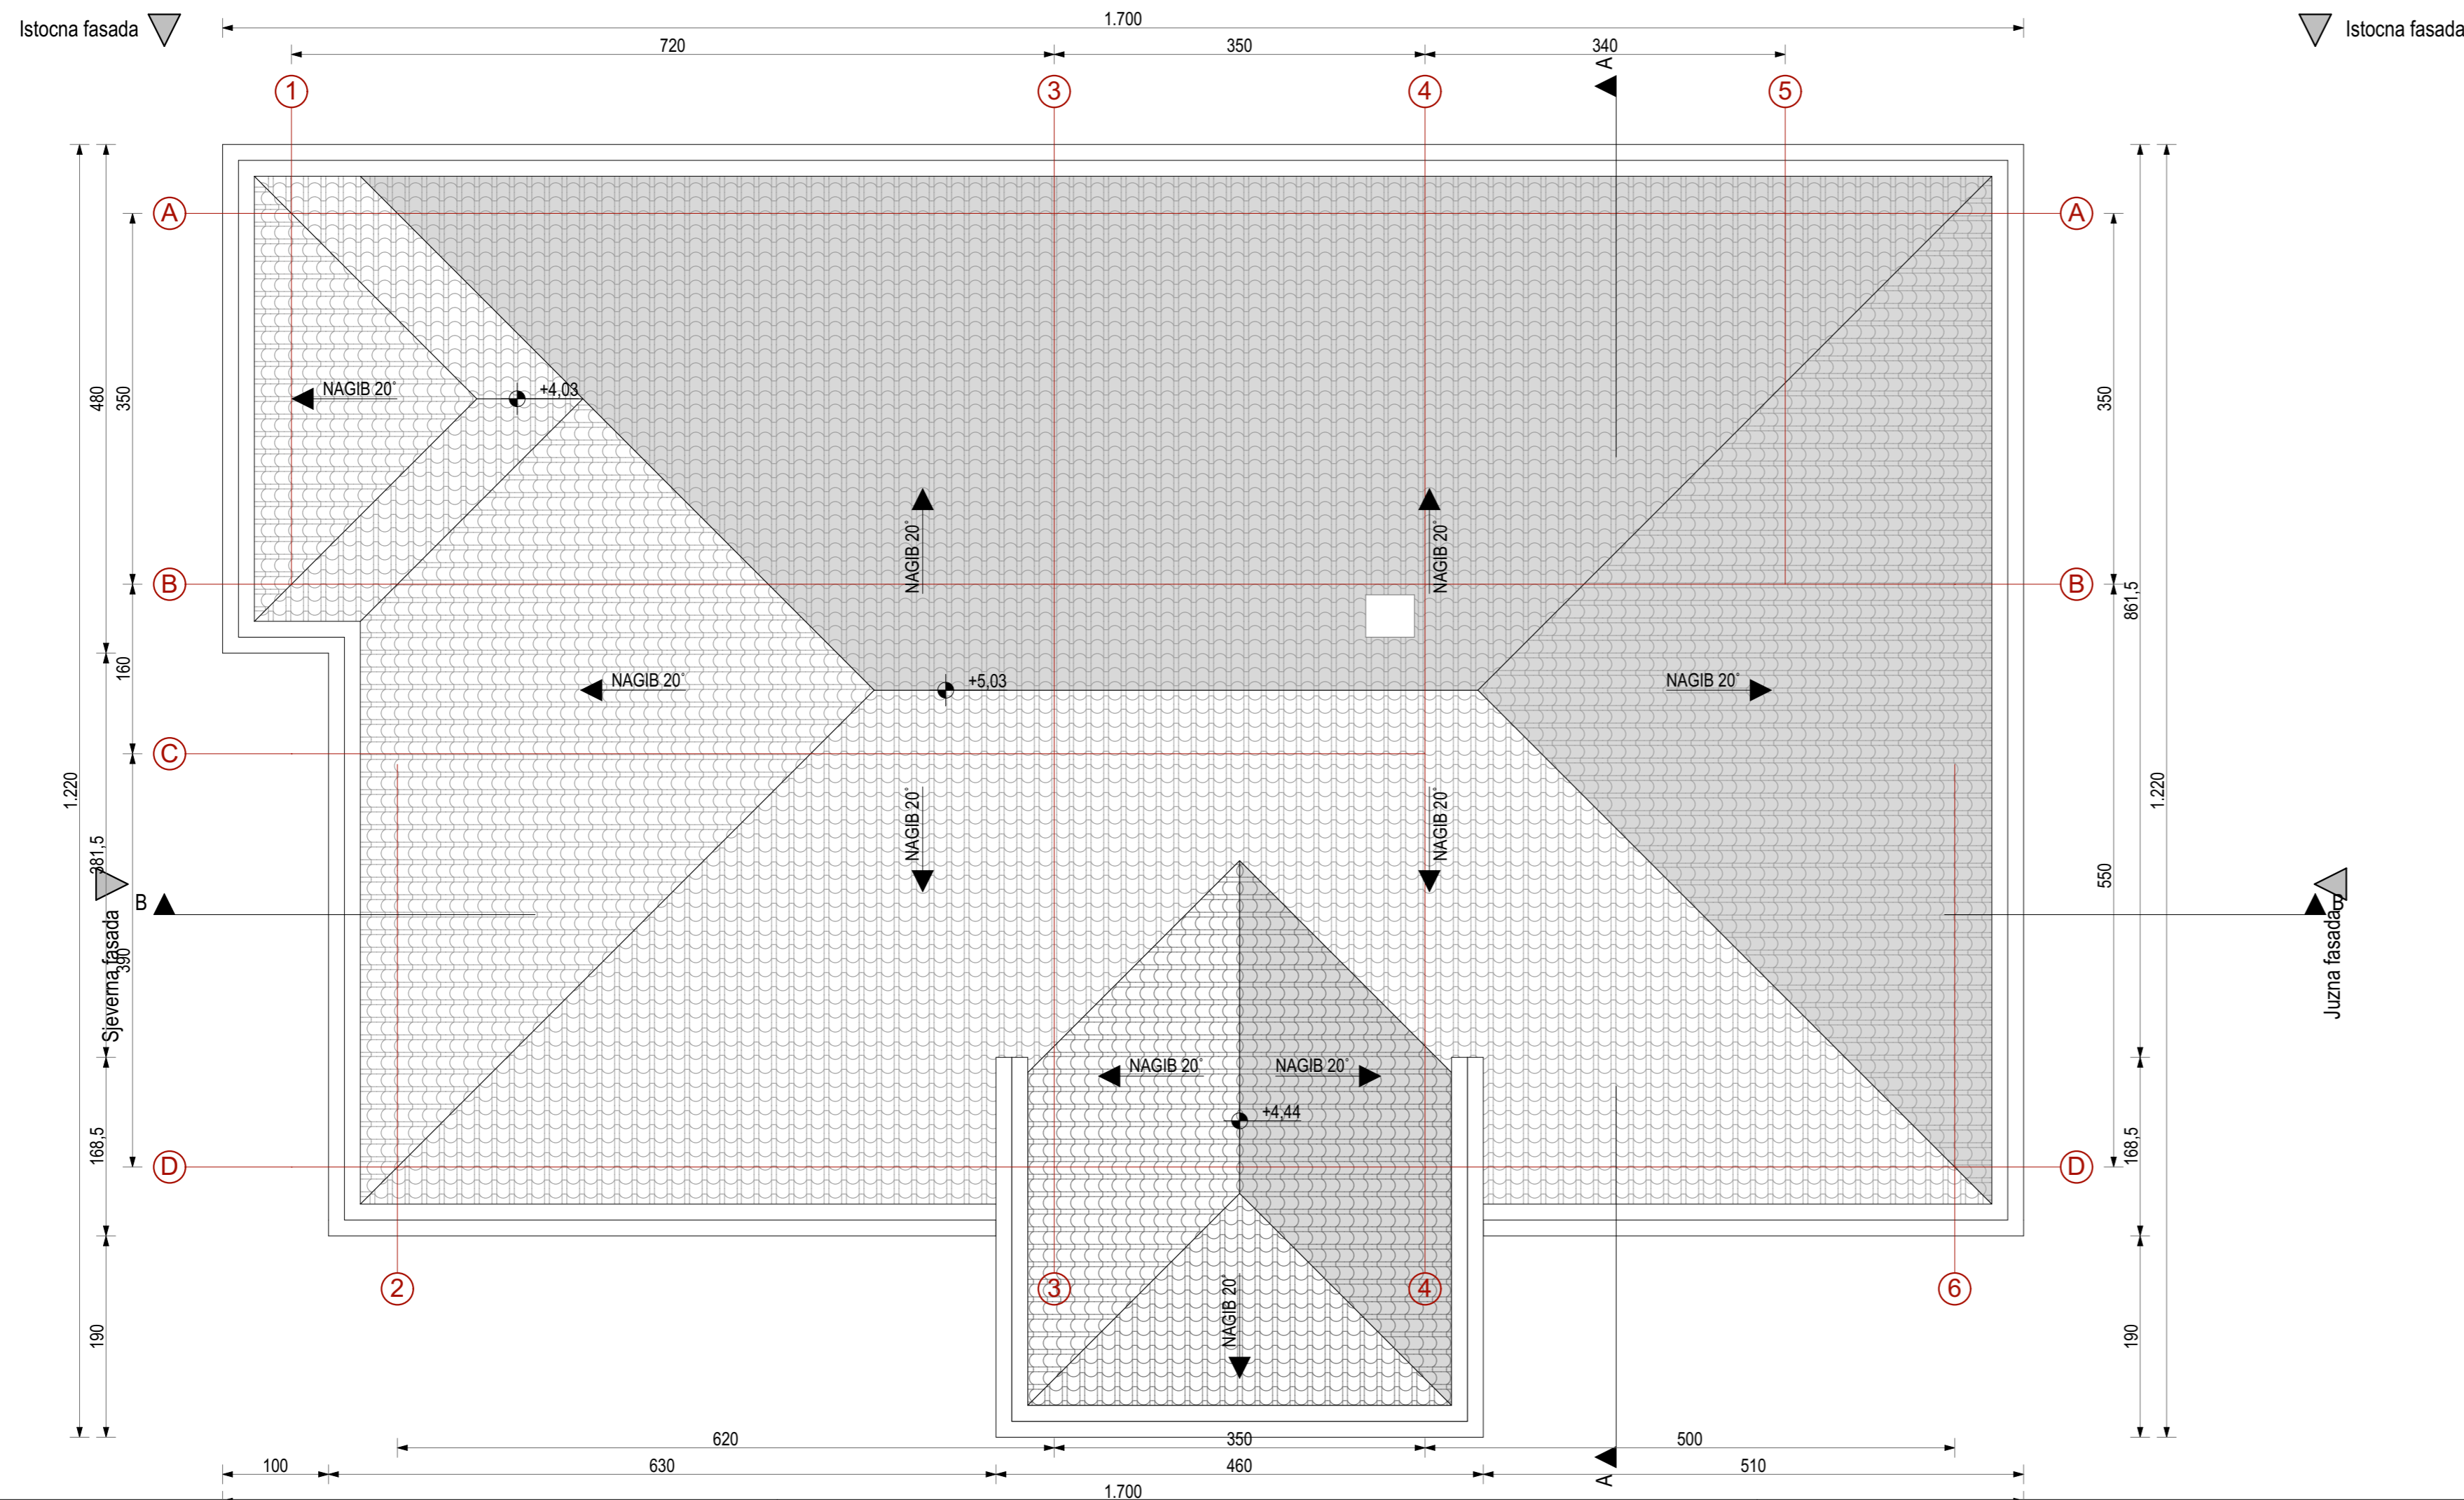 Istocna fasada
1.700
Istocna fasada
720
350
340
A
1
3
4
5
A
A
480
350
350
NAGIB 20°
+4,03
NAGIB 20°
NAGIB 20°
B
B
861,5
160
NAGIB 20°
+5,03
NAGIB 20°
C
1.220
1.220
NAGIB 20°
NAGIB 20°
381,5
550
B
B
Sjeverna fasada
390
Juzna fasada
NAGIB 20°
NAGIB 20°
+4,44
168,5
168,5
D
D
2
3
4
6
NAGIB 20°
190
190
620
350
500
100
630
460
510
A
1.700